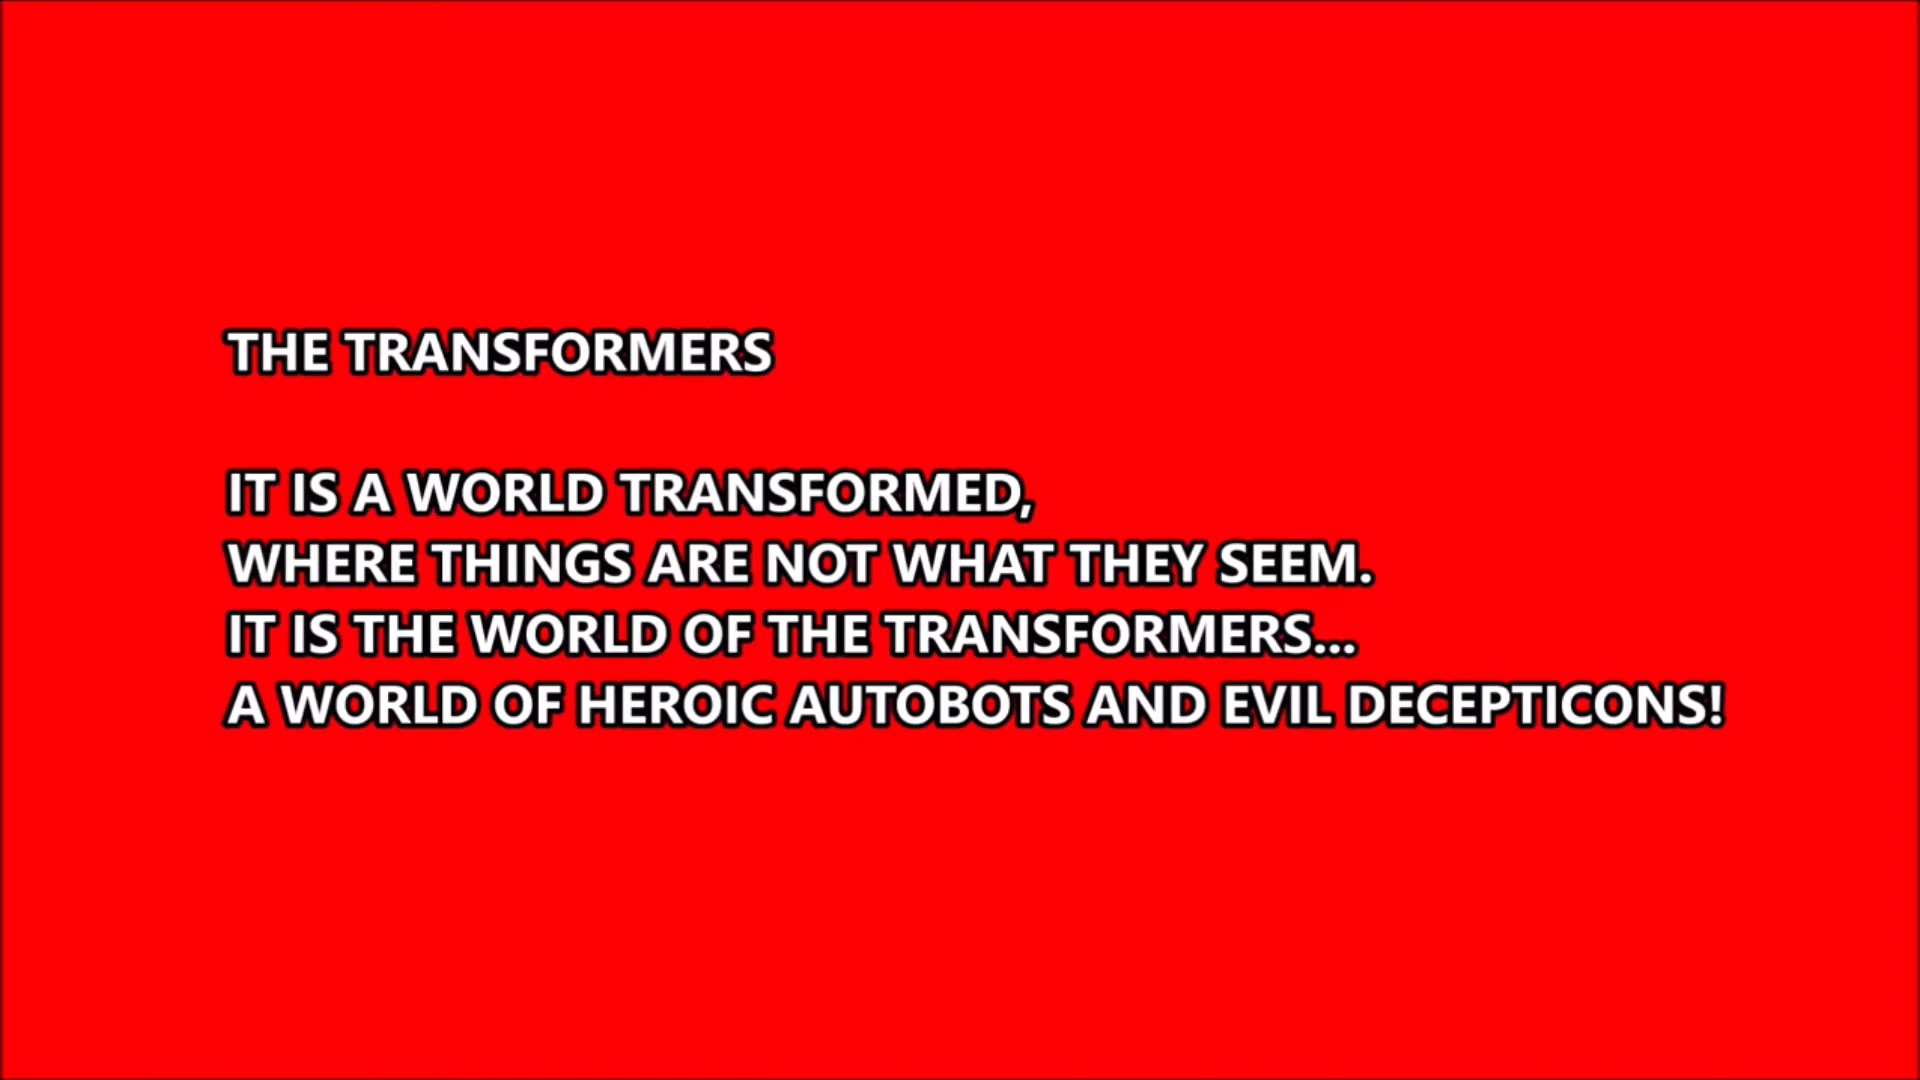 THE TRANSFORMERS
IT IS A WORLD TRANSFORMED,
WHERE THINGS ARE NOT WHAT THEY SEEM.
IT IS THE WORLD OF THE TRANSFORMERS...
A WORLD OF HEROIC AUTOBOTS AND EVIL DECEPTICONS!